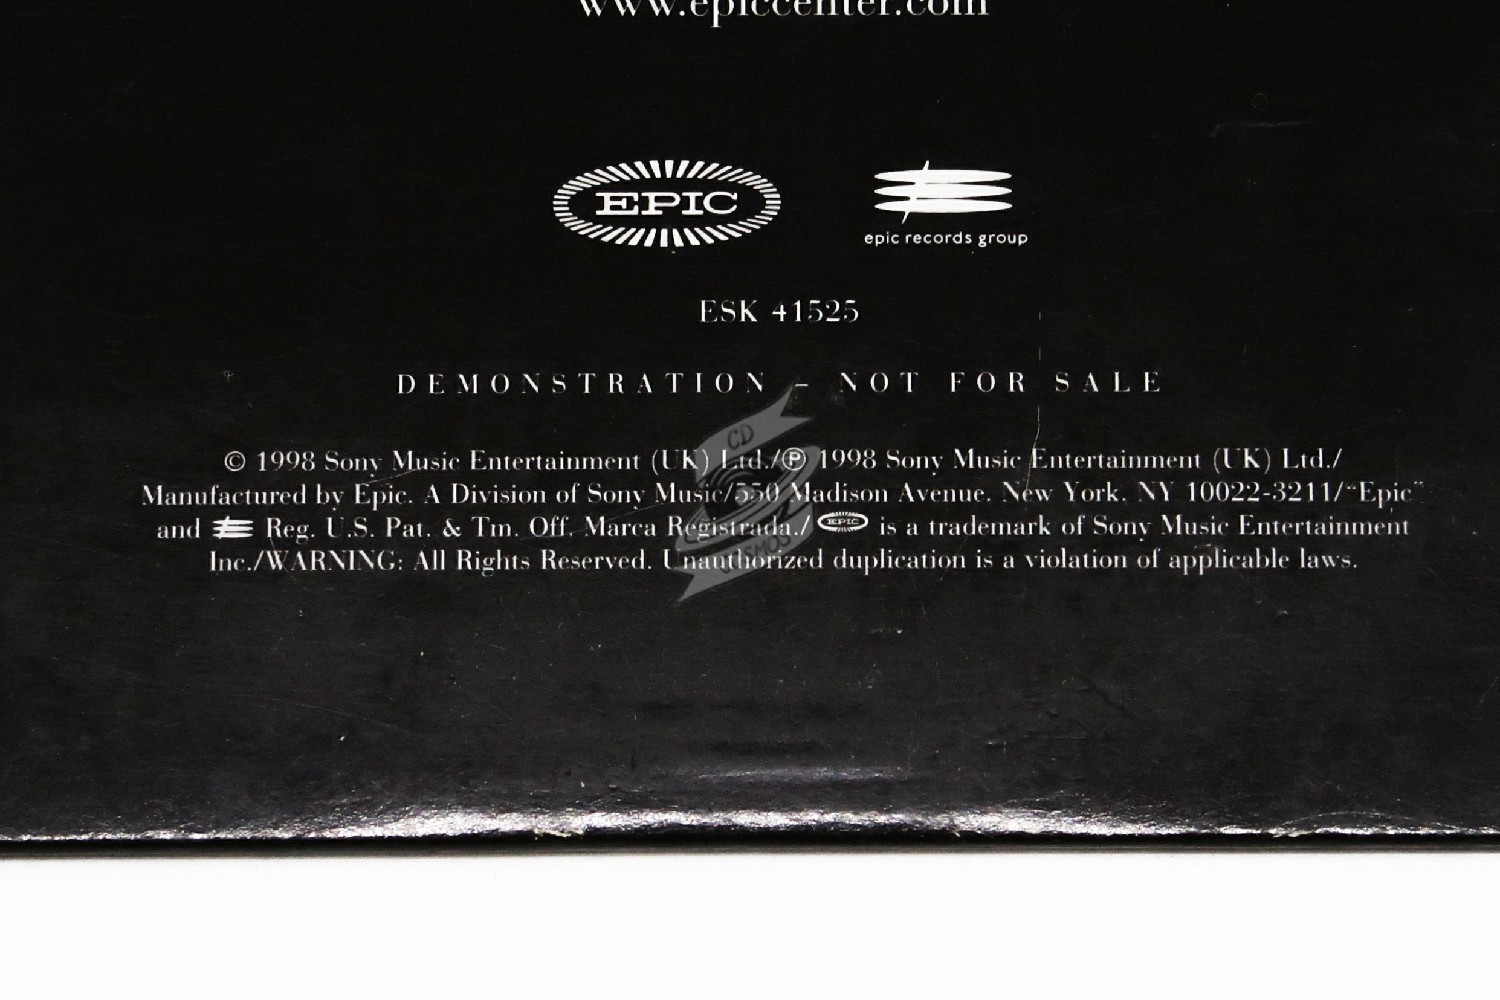 www.epiccenter.com
EPIC
epic records group
ESK 41525
DEMONSTRATION – NOT FOR SALE
© 1998 Sony Music Entertainment (UK) Ltd./℗ 1998 Sony Music Entertainment (UK) Ltd./
Manufactured by Epic. A Division of Sony Music/550 Madison Avenue. New York. NY 10022-3211/“Epic”
and Reg. U.S. Pat. & Tm. Off. Marca Registrada./ EPIC is a trademark of Sony Music Entertainment
Inc./WARNING: All Rights Reserved. Unauthorized duplication is a violation of applicable laws.
CD